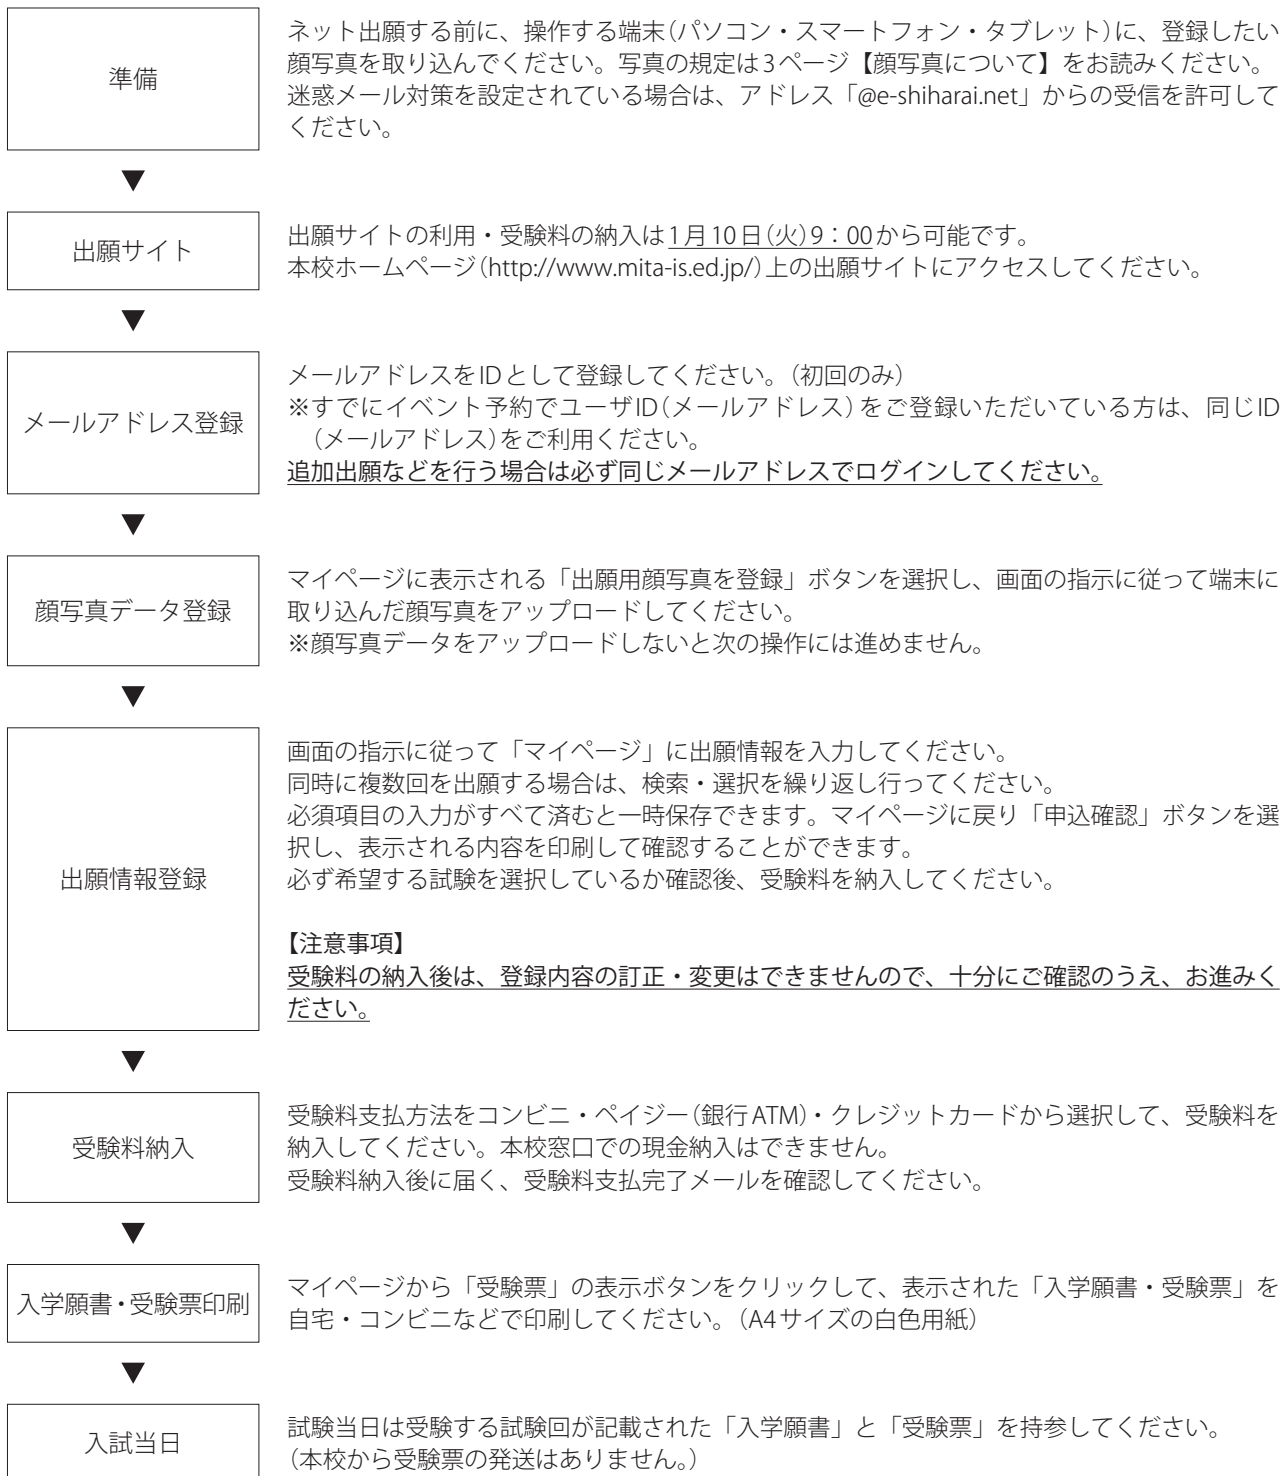 準備
ネット出願する前に、操作する端末(パソコン・スマートフォン・タブレット)に、登録したい
顔写真を取り込んでください。写真の規定は3ページ【顔写真について】をお読みください。
迷惑メール対策を設定されている場合は、アドレス「@e-shiharai.net」からの受信を許可して
ください。
▼
出願サイト
出願サイトの利用・受験料の納入は1月10日(火)9：00から可能です。
本校ホームページ(http://www.mita-is.ed.jp/)上の出願サイトにアクセスしてください。
▼
メールアドレス登録
メールアドレスをIDとして登録してください。(初回のみ)
※すでにイベント予約でユーザID(メールアドレス)をご登録いただいている方は、同じID
(メールアドレス)をご利用ください。
追加出願などを行う場合は必ず同じメールアドレスでログインしてください。
▼
顔写真データ登録
マイページに表示される「出願用顔写真を登録」ボタンを選択し、画面の指示に従って端末に
取り込んだ顔写真をアップロードしてください。
※顔写真データをアップロードしないと次の操作には進めません。
▼
出願情報登録
画面の指示に従って「マイページ」に出願情報を入力してください。
同時に複数回を出願する場合は、検索・選択を繰り返し行ってください。
必須項目の入力がすべて済むと一時保存できます。マイページに戻り「申込確認」ボタンを選
択し、表示される内容を印刷して確認することができます。
必ず希望する試験を選択しているか確認後、受験料を納入してください。
【注意事項】
受験料の納入後は、登録内容の訂正・変更はできませんので、十分にご確認のうえ、お進みく
ださい。
▼
受験料納入
受験料支払方法をコンビニ・ペイジー(銀行ATM)・クレジットカードから選択して、受験料を
納入してください。本校窓口での現金納入はできません。
受験料納入後に届く、受験料支払完了メールを確認してください。
▼
入学願書・受験票印刷
マイページから「受験票」の表示ボタンをクリックして、表示された「入学願書・受験票」を
自宅・コンビニなどで印刷してください。(A4サイズの白色用紙)
▼
入試当日
試験当日は受験する試験回が記載された「入学願書」と「受験票」を持参してください。
(本校から受験票の発送はありません。)